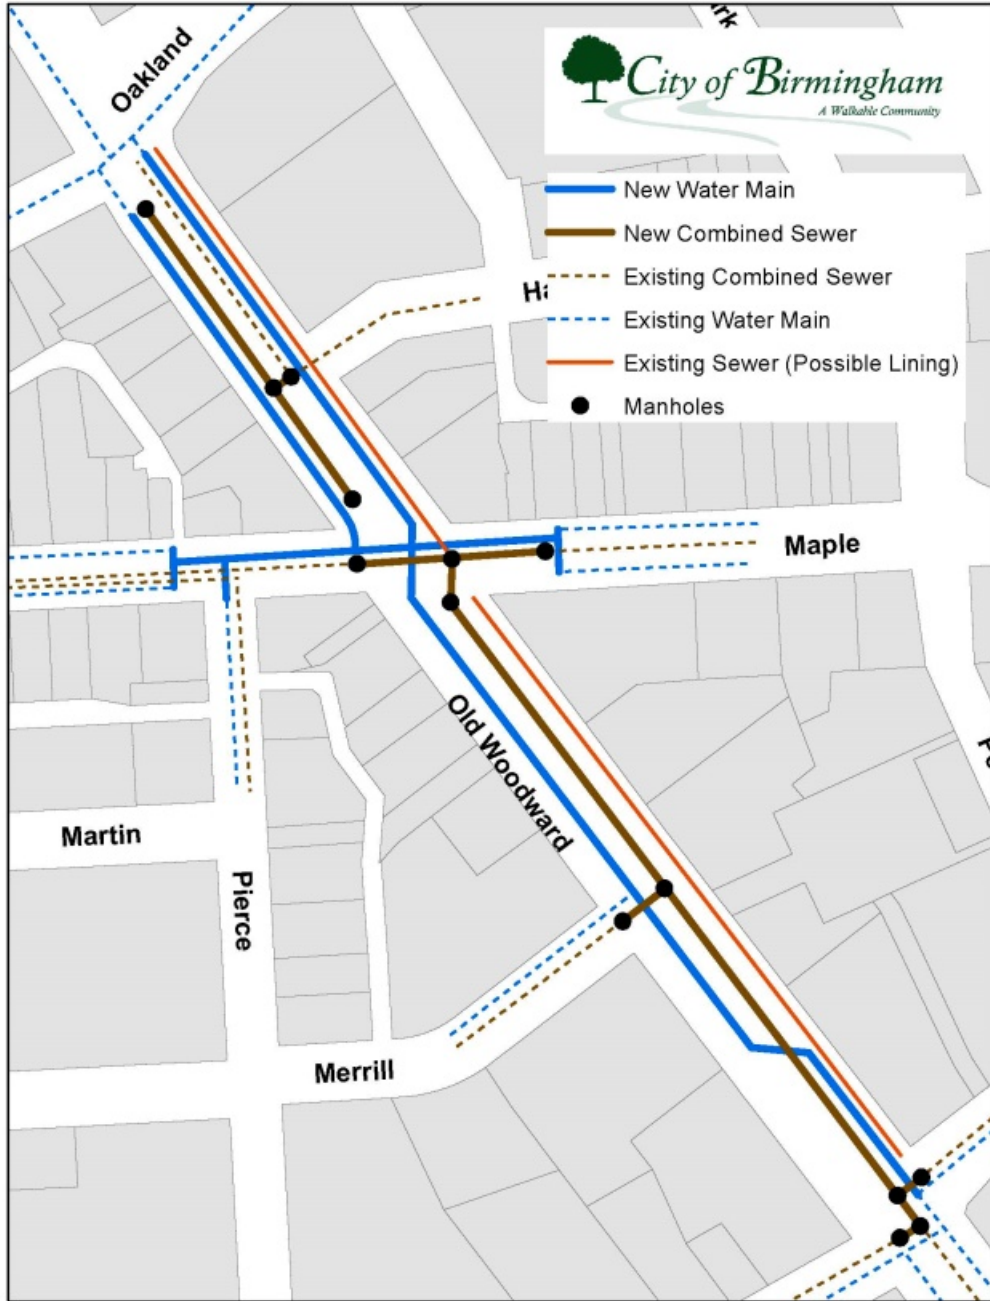 Oakland
City of Birmingham
A Walkable Community
New Water Main
New Combined Sewer
Existing Combined Sewer
Existing Water Main
Existing Sewer (Possible Lining)
Manholes
Maple
Old Woodward
Martin
Pierce
Merrill